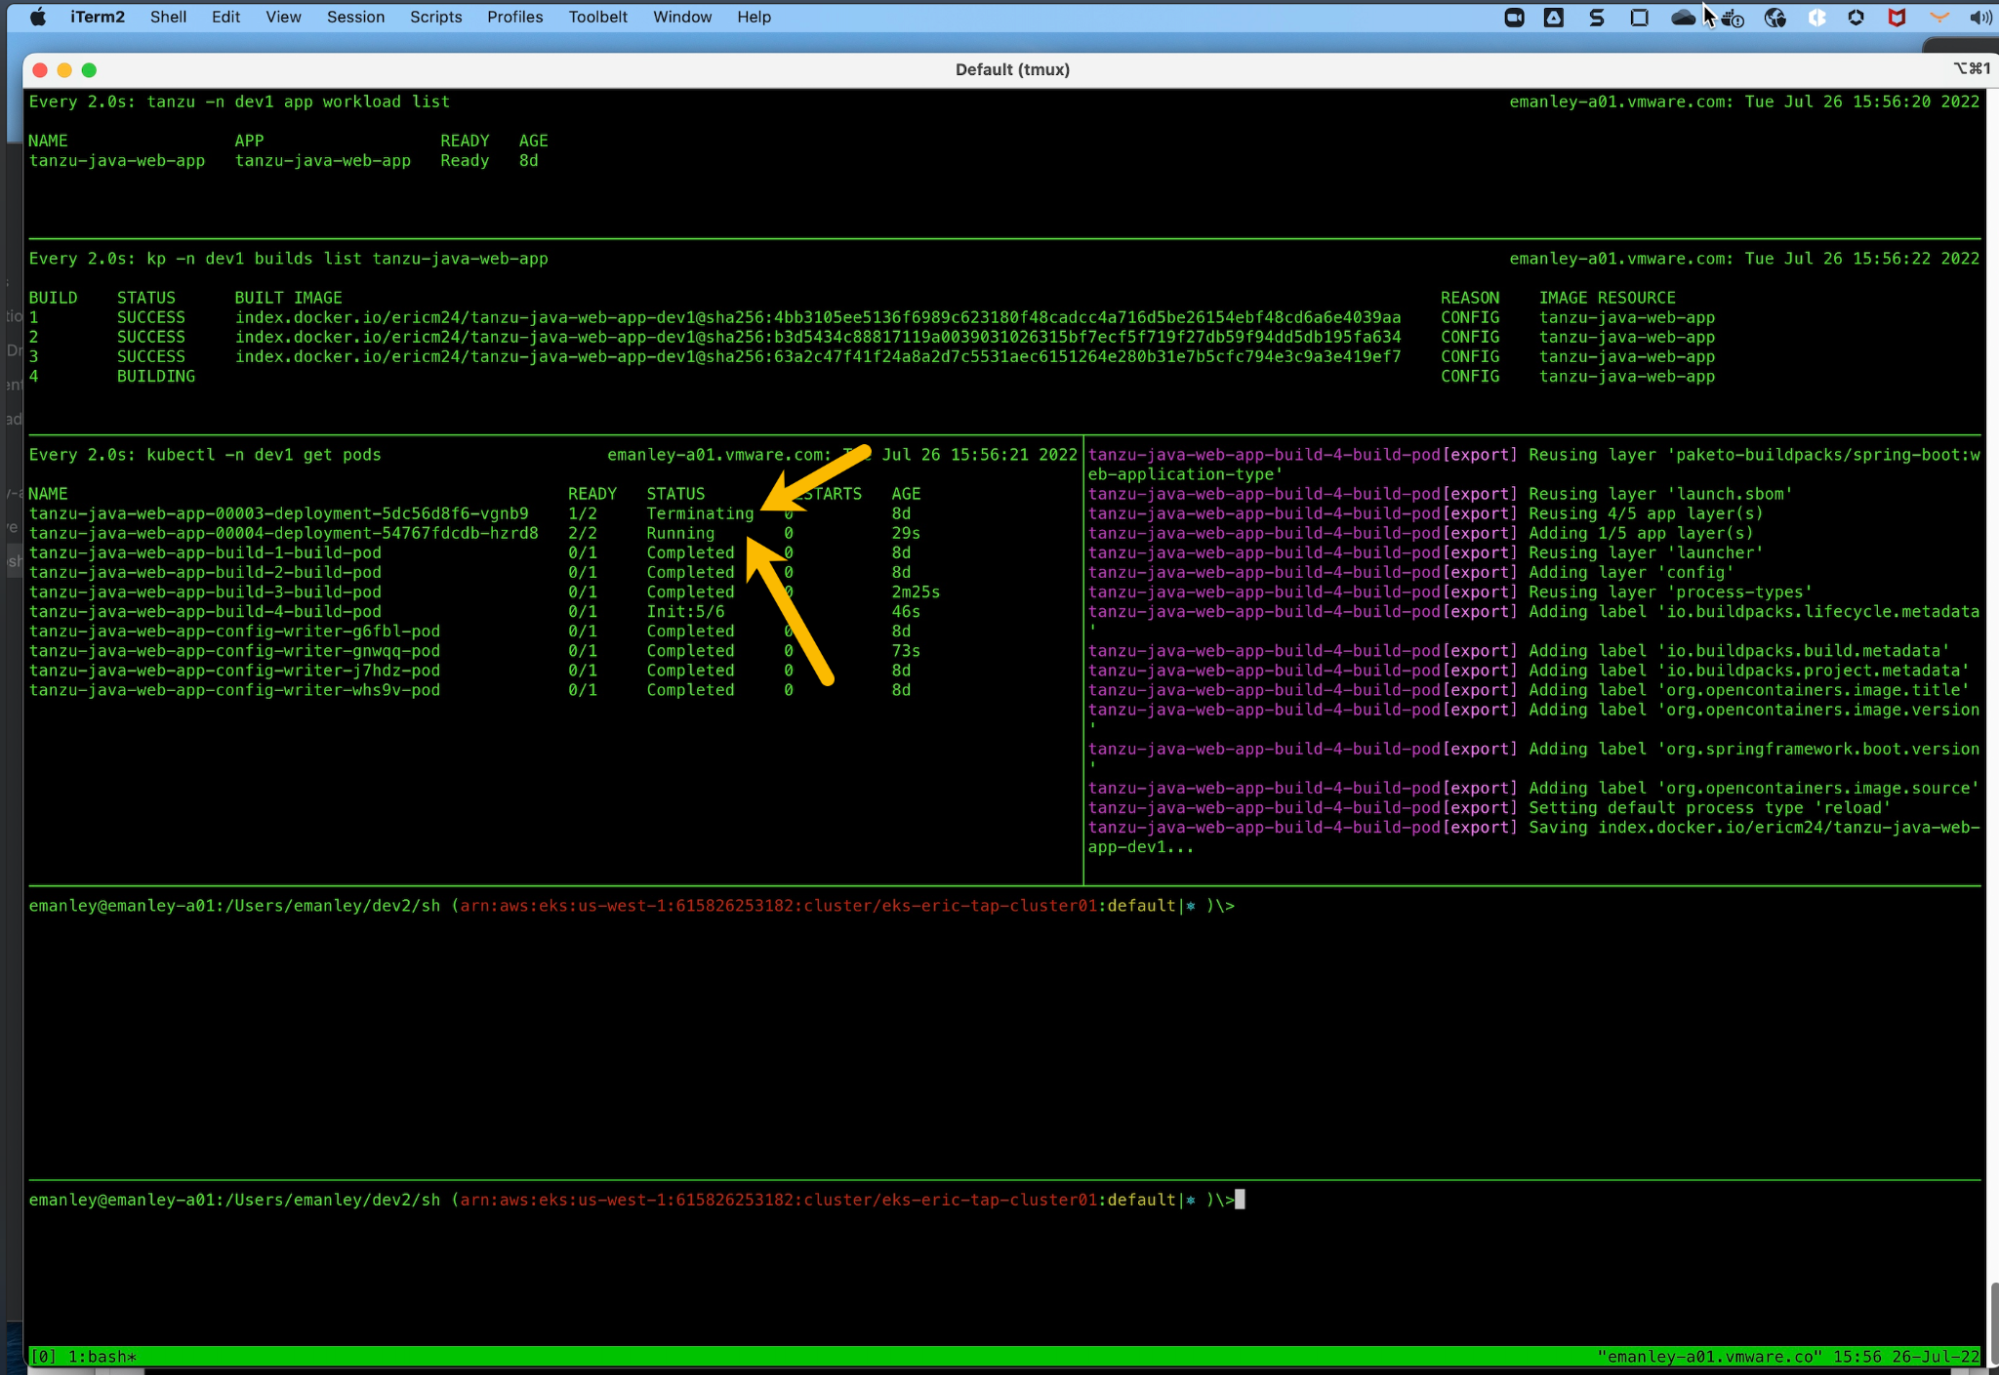 iTerm2 Shell Edit View Session Scripts Profiles Toolbelt Window Help
Default (tmux) ⌥⌘1
Every 2.0s: tanzu -n dev1 app workload list emanley-a01.vmware.com: Tue Jul 26 15:56:20 2022
NAME APP READY AGE
tanzu-java-web-app tanzu-java-web-app Ready 8d
Every 2.0s: kp -n dev1 builds list tanzu-java-web-app emanley-a01.vmware.com: Tue Jul 26 15:56:22 2022
BUILD STATUS BUILT IMAGE REASON IMAGE RESOURCE
1 SUCCESS index.docker.io/ericm24/tanzu-java-web-app-dev1@sha256:4bb3105ee5136f6989c623180f48cadcc4a716d5be26154ebf48cd6a6e4039aa CONFIG tanzu-java-web-app
2 SUCCESS index.docker.io/ericm24/tanzu-java-web-app-dev1@sha256:b3d5434c88817119a0039031026315bf7ecf5f719f27db59f94dd5db195fa634 CONFIG tanzu-java-web-app
3 SUCCESS index.docker.io/ericm24/tanzu-java-web-app-dev1@sha256:63a2c47f41f24a8a2d7c5531aec6151264e280b31e7b5cfc794e3c9a3e419ef7 CONFIG tanzu-java-web-app
4 BUILDING CONFIG tanzu-java-web-app
Every 2.0s: kubectl -n dev1 get pods emanley-a01.vmware.com: Jul 26 15:56:21 2022
NAME READY STATUS AGE
tanzu-java-web-app-00003-deployment-5dc56d8f6-vgnb9 1/2 Terminating 0 8d
tanzu-java-web-app-00004-deployment-54767fdcdb-hzrd8 2/2 Running 0 29s
tanzu-java-web-app-build-1-build-pod 0/1 Completed 0 8d
tanzu-java-web-app-build-2-build-pod 0/1 Completed 0 8d
tanzu-java-web-app-build-3-build-pod 0/1 Completed 0 2m25s
tanzu-java-web-app-build-4-build-pod 0/1 Init:5/6 0 46s
tanzu-java-web-app-config-writer-g6fbl-pod 0/1 Completed 0 8d
tanzu-java-web-app-config-writer-gnwqq-pod 0/1 Completed 0 73s
tanzu-java-web-app-config-writer-j7hdz-pod 0/1 Completed 0 8d
tanzu-java-web-app-config-writer-whs9v-pod 0/1 Completed 0 8d
tanzu-java-web-app-build-4-build-pod[export] Reusing layer 'paketo-buildpacks/spring-boot:w
eb-application-type'
tanzu-java-web-app-build-4-build-pod[export] Reusing layer 'launch.sbom'
tanzu-java-web-app-build-4-build-pod[export] Reusing 4/5 app layer(s)
tanzu-java-web-app-build-4-build-pod[export] Adding 1/5 app layer(s)
tanzu-java-web-app-build-4-build-pod[export] Reusing layer 'launcher'
tanzu-java-web-app-build-4-build-pod[export] Adding layer 'config'
tanzu-java-web-app-build-4-build-pod[export] Reusing layer 'process-types'
tanzu-java-web-app-build-4-build-pod[export] Adding label 'io.buildpacks.lifecycle.metadata
'
tanzu-java-web-app-build-4-build-pod[export] Adding label 'io.buildpacks.build.metadata'
tanzu-java-web-app-build-4-build-pod[export] Adding label 'io.buildpacks.project.metadata'
tanzu-java-web-app-build-4-build-pod[export] Adding label 'org.opencontainers.image.title'
tanzu-java-web-app-build-4-build-pod[export] Adding label 'org.opencontainers.image.version
'
tanzu-java-web-app-build-4-build-pod[export] Adding label 'org.springframework.boot.version
'
tanzu-java-web-app-build-4-build-pod[export] Adding label 'org.opencontainers.image.source'
tanzu-java-web-app-build-4-build-pod[export] Setting default process type 'reload'
tanzu-java-web-app-build-4-build-pod[export] Saving index.docker.io/ericm24/tanzu-java-web-
app-dev1...
emanley@emanley-a01:/Users/emanley/dev2/sh (arn:aws:eks:us-west-1:615826253182:cluster/eks-eric-tap-cluster01:default|⎈ )\>
emanley@emanley-a01:/Users/emanley/dev2/sh (arn:aws:eks:us-west-1:615826253182:cluster/eks-eric-tap-cluster01:default|⎈ )\>
[0] 1:bash* "emanley-a01.vmware.co" 15:56 26-Jul-22